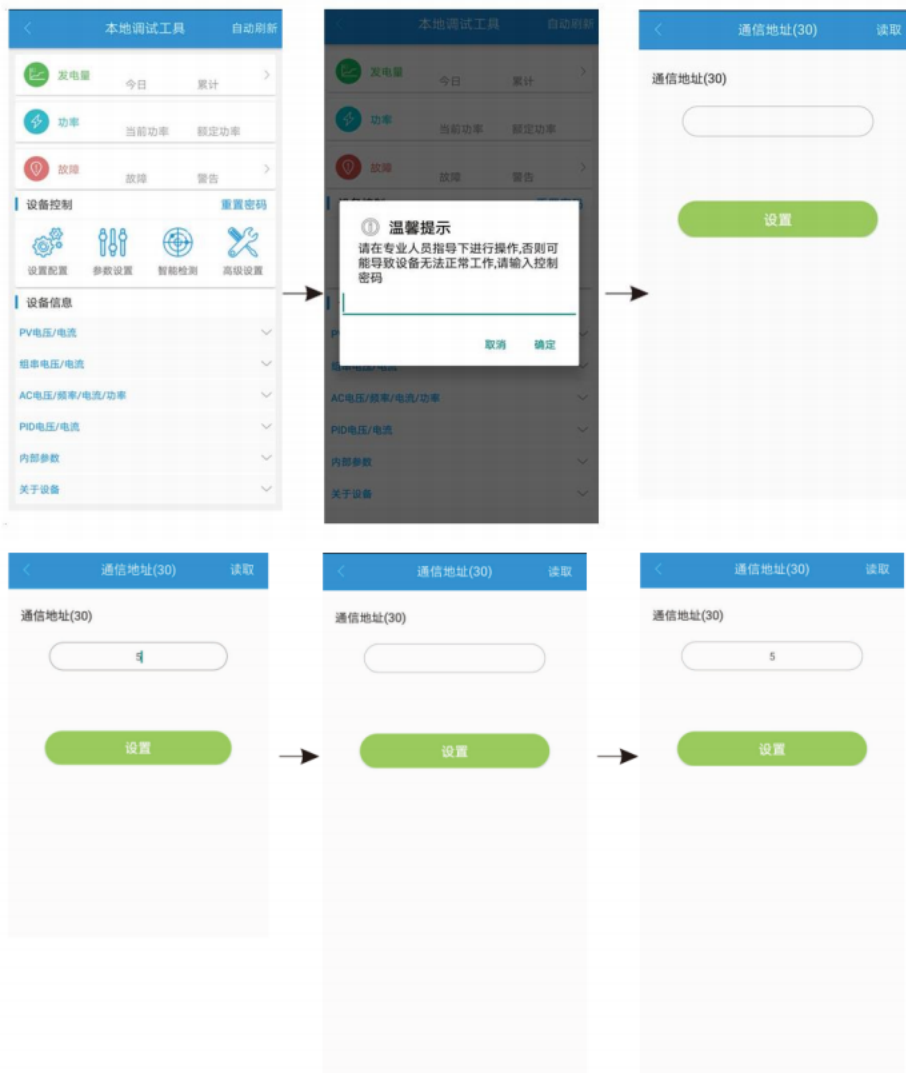 本地调试工具 自动刷新
发电量 今日 累计
功率 当前功率 额定功率
故障 故障 警告
设备控制 重置密码
设置配置 参数设置 智能检测 高级设置
设备信息
PV电压/电流
组串电压/电流
AC电压/频率/电流/功率
PID电压/电流
内部参数
关于设备
本地调试工具 自动刷新
发电量 今日 累计
功率 当前功率 额定功率
故障 故障 警告
温馨提示
请在专业人员指导下进行操作,否则可
能导致设备无法正常工作,请输入控制
密码
取消 确定
组串电压/电流
AC电压/频率/电流/功率
PID电压/电流
内部参数
关于设备
通信地址(30) 读取
通信地址(30)
设置
通信地址(30) 读取
通信地址(30)
5
设置
通信地址(30) 读取
通信地址(30)
设置
通信地址(30) 读取
通信地址(30)
5
设置